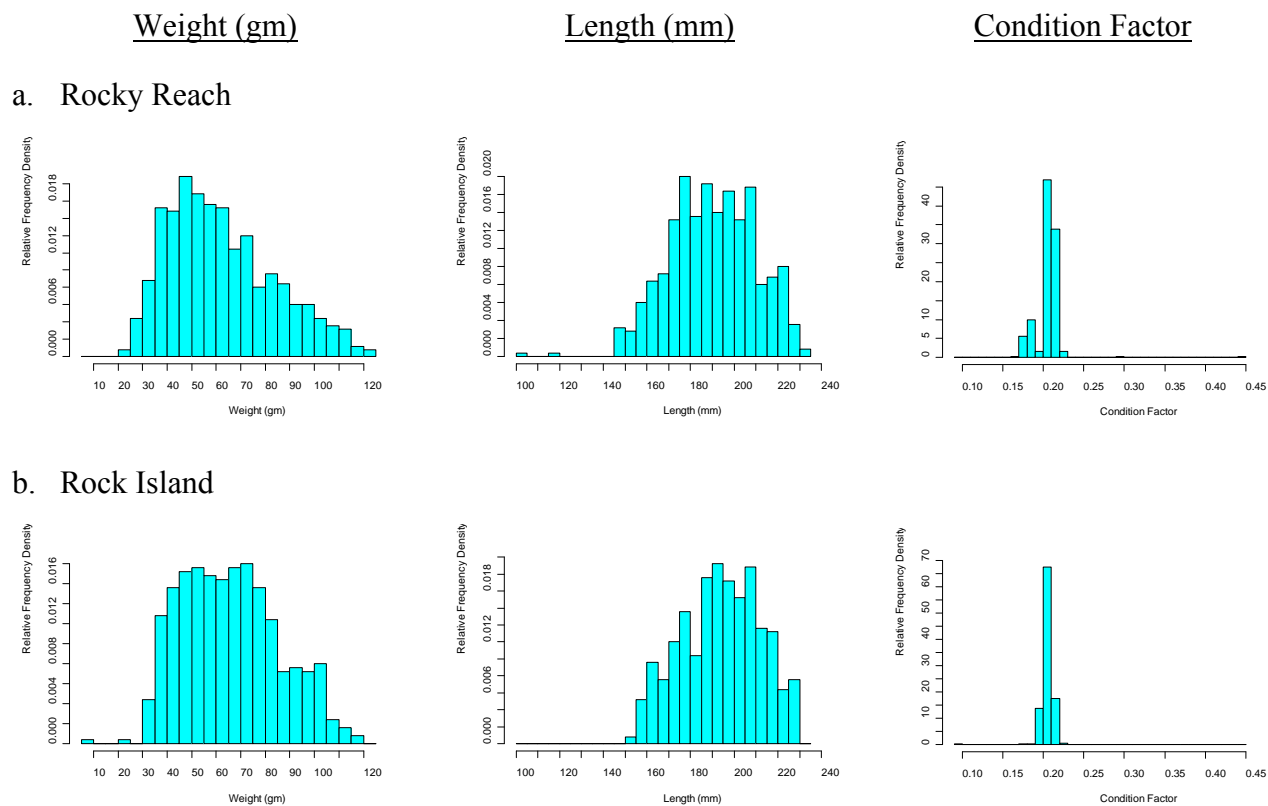 Weight (gm) Length (mm) Condition Factor
a. Rocky Reach
Relative Frequency Density
0.000 0.006 0.012 0.018
10 20 30 40 50 60 70 80 90 100 120
Weight (gm)
Relative Frequency Density
0.000 0.004 0.008 0.012 0.016 0.020
100 120 140 160 180 200 220 240
Length (mm)
Relative Frequency Density
0 5 10 20 30 40
0.10 0.15 0.20 0.25 0.30 0.35 0.40 0.45
Condition Factor
b. Rock Island
Relative Frequency Density
0.000 0.004 0.008 0.012 0.016
10 20 30 40 50 60 70 80 90 100 120
Weight (gm)
Relative Frequency Density
0.000 0.006 0.012 0.018
100 120 140 160 180 200 220 240
Length (mm)
Relative Frequency Density
0 10 20 30 40 50 60 70
0.10 0.15 0.20 0.25 0.30 0.35 0.40 0.45
Condition Factor